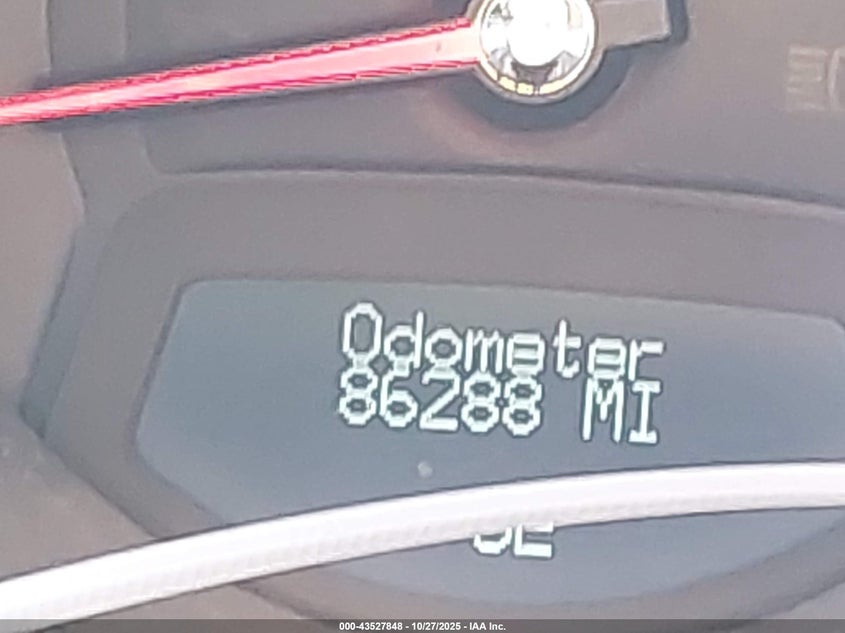 Odometer
86288 MI
000-43527848 - 10/27/2025 - IAA Inc.